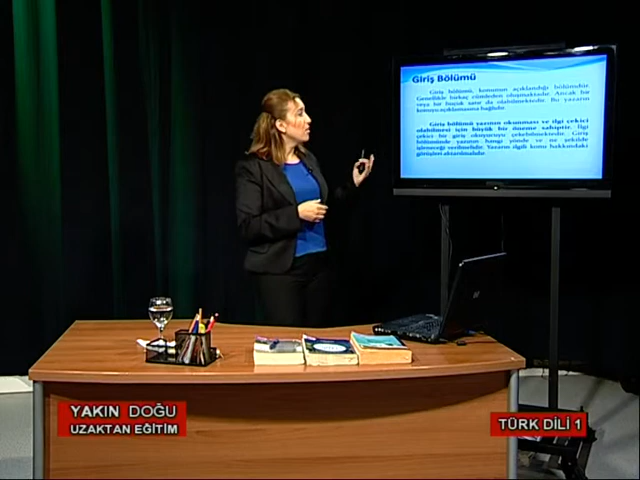 Giriş Bölümü
Giriş bölümü, konunun açıklandığı bölümdür.
Genellikle birkaç cümleden oluşmaktadır. Ancak bir
veya bir buçuk satır da olabilmektedir. Bu yazarın
konuyu açıklamasına bağlıdır.
Giriş bölümü yazının okunması ve ilgi çekici
olabilmesi için büyük bir öneme sahiptir. İlgi
çekici bir giriş okuyucuyu çekebilmektedir. Giriş
bölümünde yazının hangi yönde ve ne şekilde
işleneceği verilmelidir. Yazarın ilgili konu hakkındaki
görüşleri aktarılmalıdır.
YAKIN DOĞU
UZAKTAN EĞİTİM
TÜRK DİLİ 1